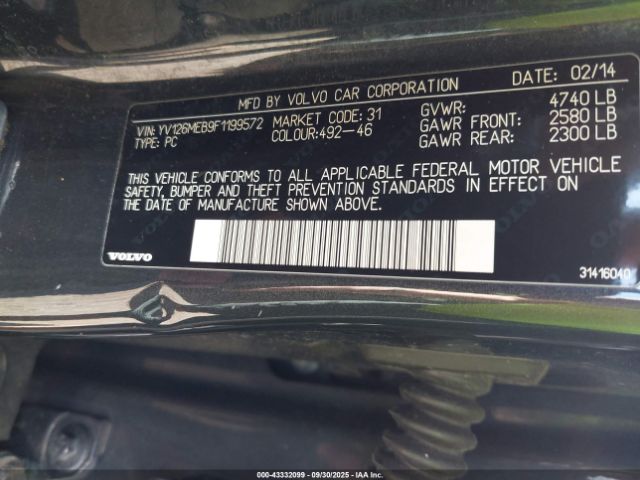 MFD BY VOLVO CAR CORPORATION DATE: 02/14
VIN: YV126MEB9F1199572 MARKET CODE: 31 GVWR: 4740 LB
TYPE: PC COLOUR:492-46 GAWR FRONT: 2580 LB
GAWR REAR: 2300 LB
THIS VEHICLE CONFORMS TO ALL APPLICABLE FEDERAL MOTOR VEHICLE
SAFETY, BUMPER AND THEFT PREVENTION STANDARDS IN EFFECT ON
THE DATE OF MANUFACTURE SHOWN ABOVE.
VOLVO 31416040
000-43332099 - 09/30/2025 - IAA Inc.